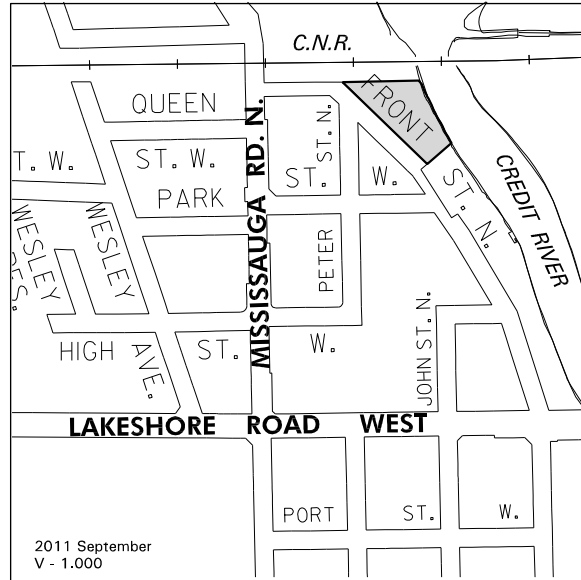 C.N.R.
QUEEN
FRONT
ST. N.
T. W.
ST. W.
ST.
W.
ST. N.
CREDIT RIVER
PARK
MISSISSAUGA RD. N.
WESLEY
WESLEY
AVE.
PETER
HIGH
ST.
W.
JOHN ST. N.
LAKESHORE ROAD WEST
PORT
ST.
W.
2011 September
V - 1.000